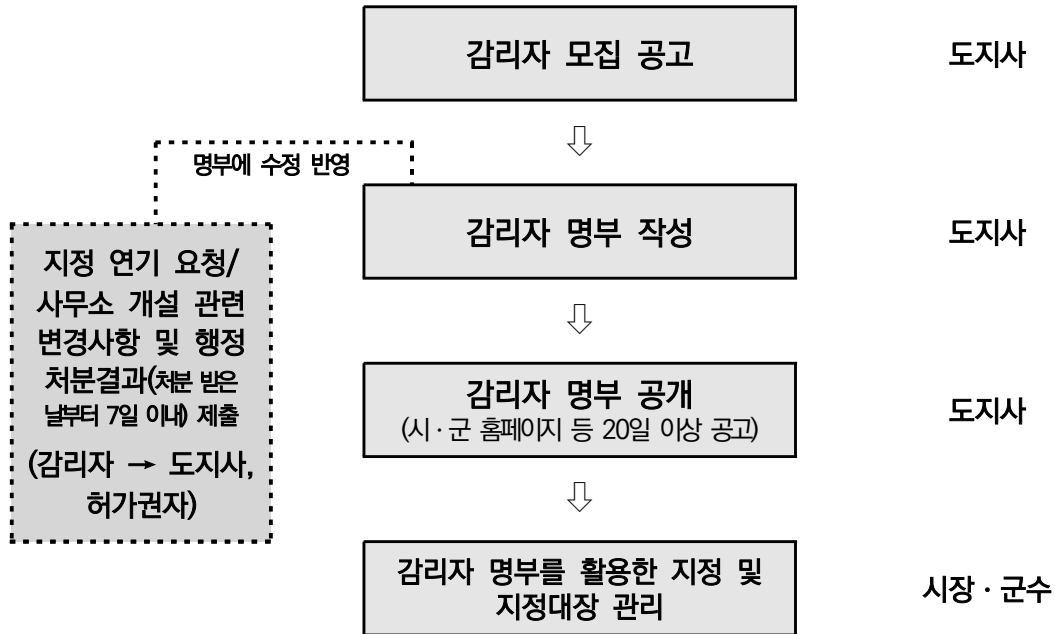 감리자 모집 공고
도지사
명부에 수정 반영
감리자 명부 작성
도지사
지정 연기 요청/
사무소 개설 관련
변경사항 및 행정
처분결과(처분 받은
날부터 7일 이내) 제출
(감리자 → 도지사,
허가권자)
감리자 명부 공개
(시·군 홈페이지 등 20일 이상 공고)
도지사
감리자 명부를 활용한 지정 및
지정대장 관리
시장·군수